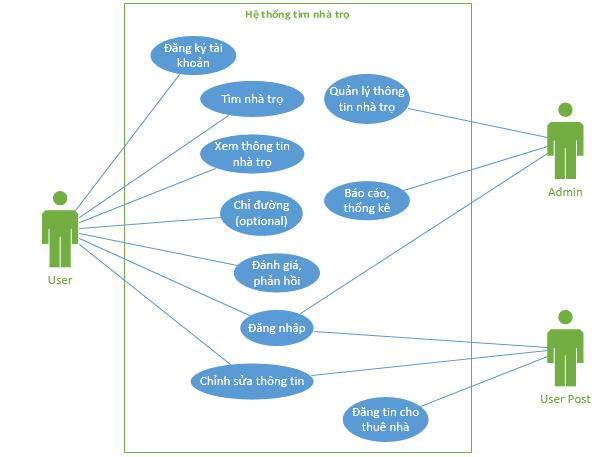 Hệ thống tìm nhà trọ
Đăng ký tài
khoản
Tìm nhà trọ
Quản lý thông
tin nhà trọ
Xem thông tin
nhà trọ
Admin
Báo cáo,
thống kê
Chỉ đường
(optional)
Đánh giá,
phản hồi
User
Đăng nhập
Chỉnh sửa thông tin
User Post
Đăng tin cho
thuê nhà